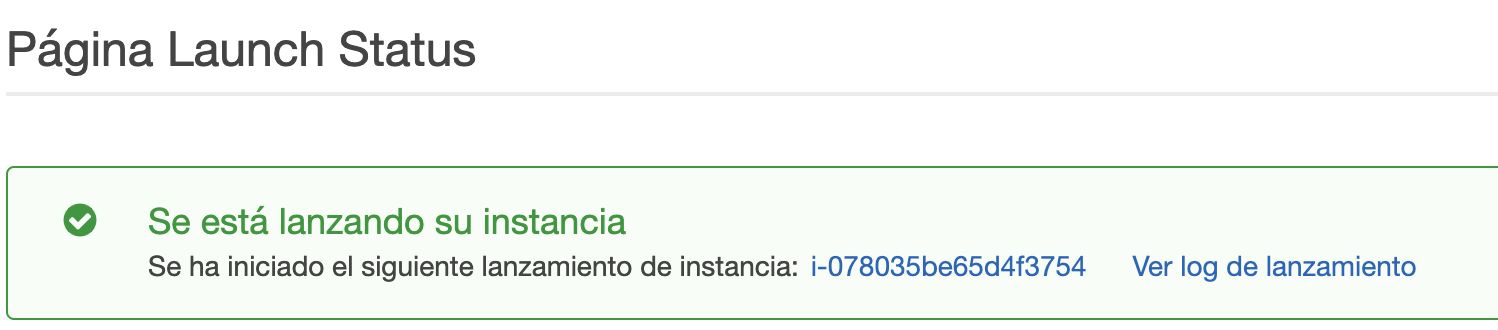 Página Launch Status
Se está lanzando su instancia
Se ha iniciado el siguiente lanzamiento de instancia: i-078035be65d4f3754 Ver log de lanzamiento